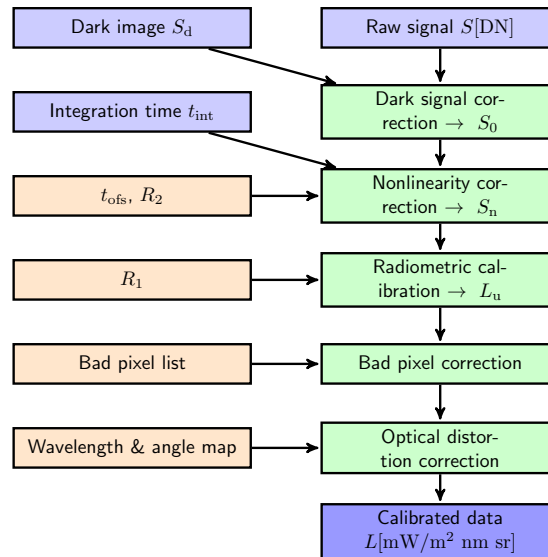 Dark image S_d
Raw signal S[DN]
Dark signal cor-
rection → S_0
Integration time t_int
Nonlinearity cor-
rection → S_n
t_ofs, R_2
Radiometric cal-
ibration → L_u
R_1
Bad pixel list
Bad pixel correction
Wavelength & angle map
Optical distor-
tion correction
Calibrated data
L[mW/m² nm sr]